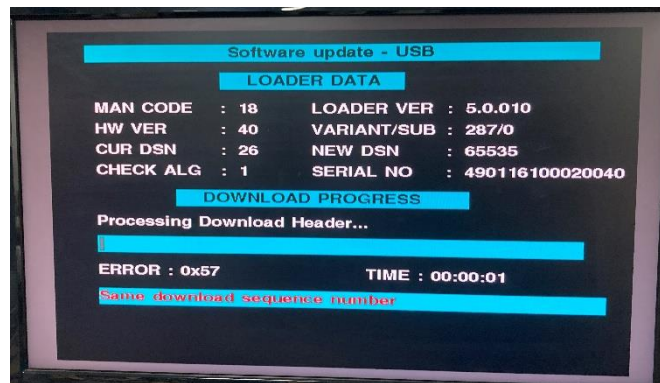 Software update - USB
LOADER DATA
MAN CODE : 18 LOADER VER : 5.0.010
HW VER : 40 VARIANT/SUB : 287/0
CUR DSN : 26 NEW DSN : 65535
CHECK ALG : 1 SERIAL NO : 490116100020040
DOWNLOAD PROGRESS
Processing Download Header...
ERROR : 0x57 TIME : 00:00:01
Same download sequence number